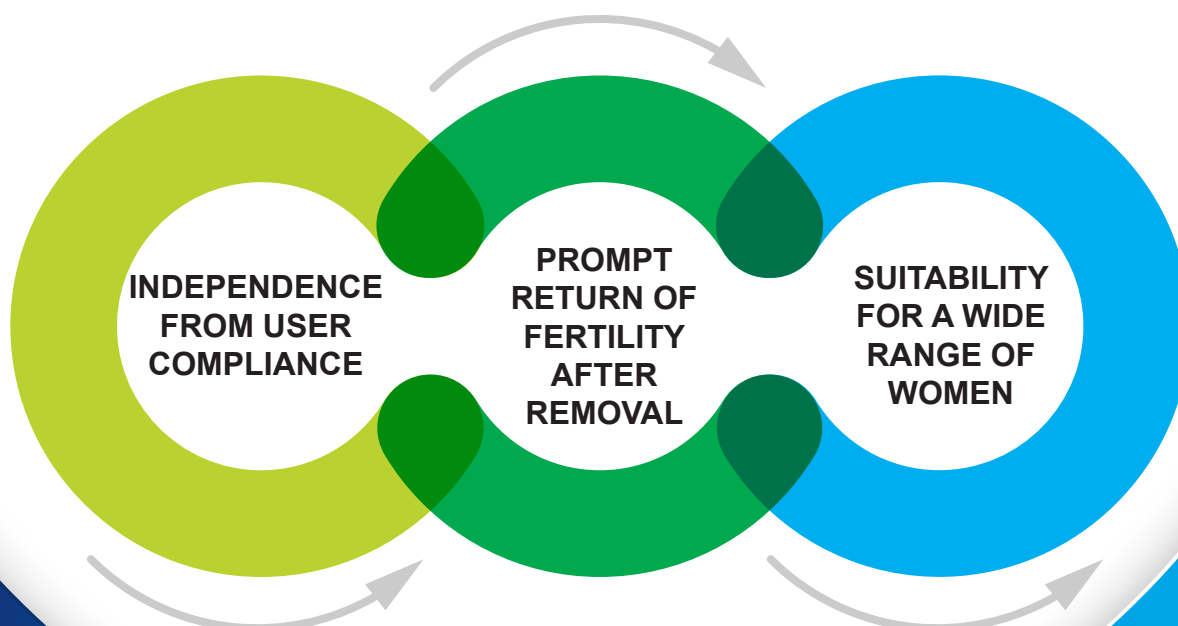 INDEPENDENCE
FROM USER
COMPLIANCE
PROMPT
RETURN OF
FERTILITY
AFTER
REMOVAL
SUITABILITY
FOR A WIDE
RANGE OF
WOMEN